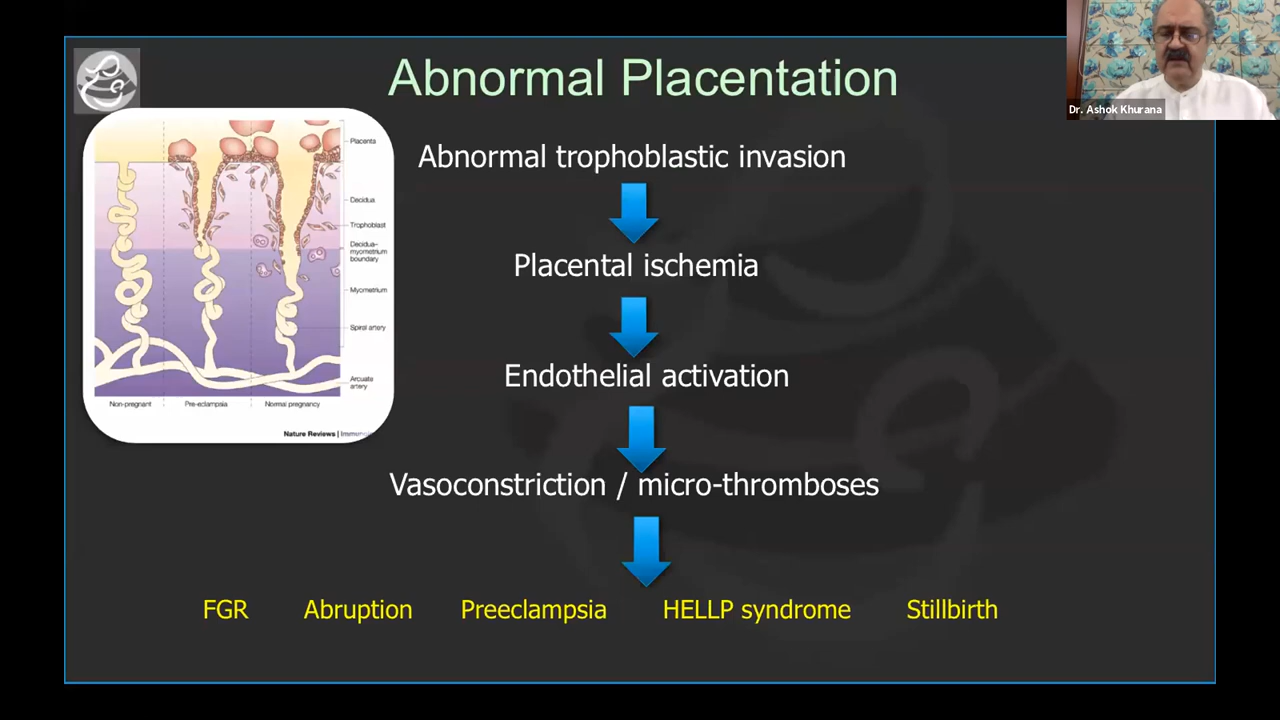 Abnormal Placentation
Dr. Ashok Khurana
Placenta
Decidua
Trophoblast
Decidua–
myometrium
boundary
Myometrium
Spiral artery
Arcuate
artery
Non-pregnant
Pre-eclampsia
Normal pregnancy
Nature Reviews |
Abnormal trophoblastic invasion
Placental ischemia
Endothelial activation
Vasoconstriction / micro-thromboses
FGR Abruption Preeclampsia HELLP syndrome Stillbirth